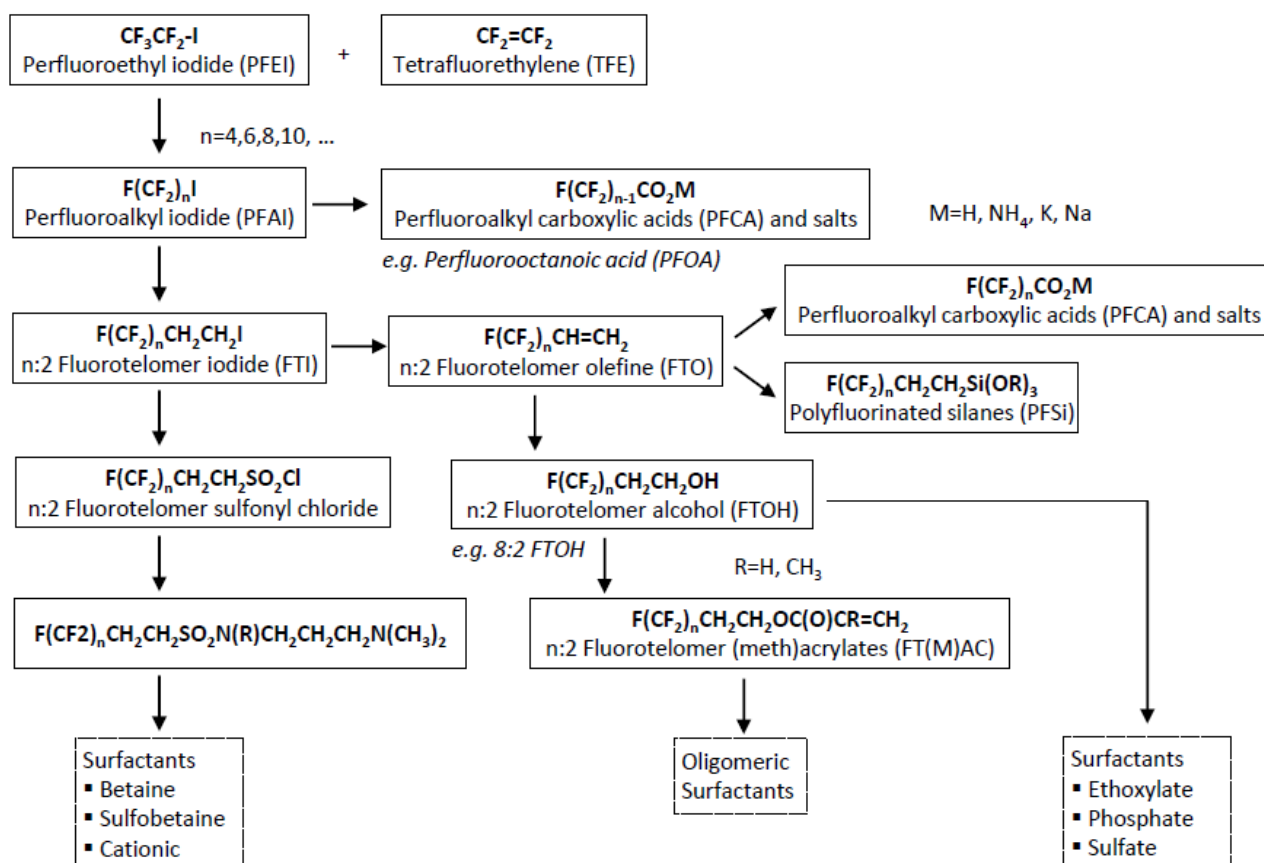 CF₃CF₂-I
Perfluoroethyl iodide (PFEI)
+
CF₂=CF₂
Tetrafluorethylene (TFE)
n=4,6,8,10, ...
F(CF₂)ₙI
Perfluoroalkyl iodide (PFAI)
F(CF₂)ₙ₋₁CO₂M
Perfluoroalkyl carboxylic acids (PFCA) and salts
e.g. Perfluorooctanoic acid (PFOA)
M=H, NH₄, K, Na
F(CF₂)ₙCO₂M
Perfluoroalkyl carboxylic acids (PFCA) and salts
F(CF₂)ₙCH₂CH₂I
n:2 Fluorotelomer iodide (FTI)
F(CF₂)ₙCH=CH₂
n:2 Fluorotelomer olefine (FTO)
F(CF₂)ₙCH₂CH₂Si(OR)₃
Polyfluorinated silanes (PFSi)
F(CF₂)ₙCH₂CH₂SO₂Cl
n:2 Fluorotelomer sulfonyl chloride
F(CF₂)ₙCH₂CH₂OH
n:2 Fluorotelomer alcohol (FTOH)
e.g. 8:2 FTOH
R=H, CH₃
F(CF2)ₙCH₂CH₂SO₂N(R)CH₂CH₂CH₂N(CH₃)₂
F(CF₂)ₙCH₂CH₂OC(O)CR=CH₂
n:2 Fluorotelomer (meth)acrylates (FT(M)AC)
Surfactants
▪ Betaine
▪ Sulfobetaine
▪ Cationic
Oligomeric
Surfactants
Surfactants
▪ Ethoxylate
▪ Phosphate
▪ Sulfate